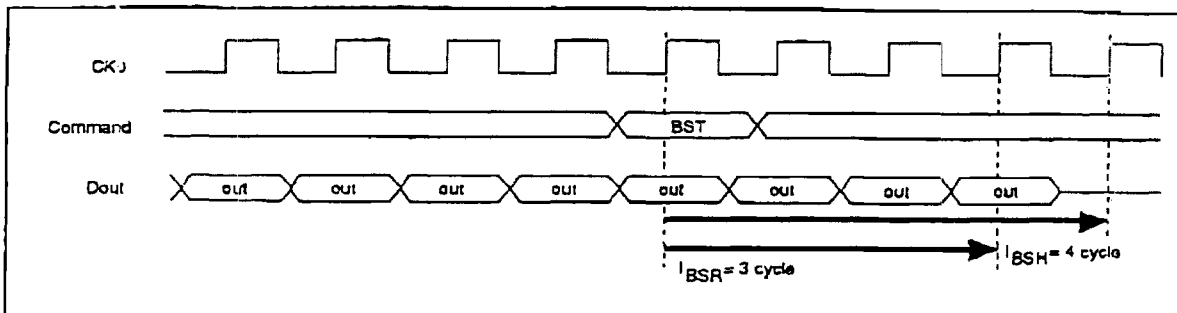 Command
BST
Dout
out out out out out out out out
I BSR = 3 cycle
I BSH = 4 cycle